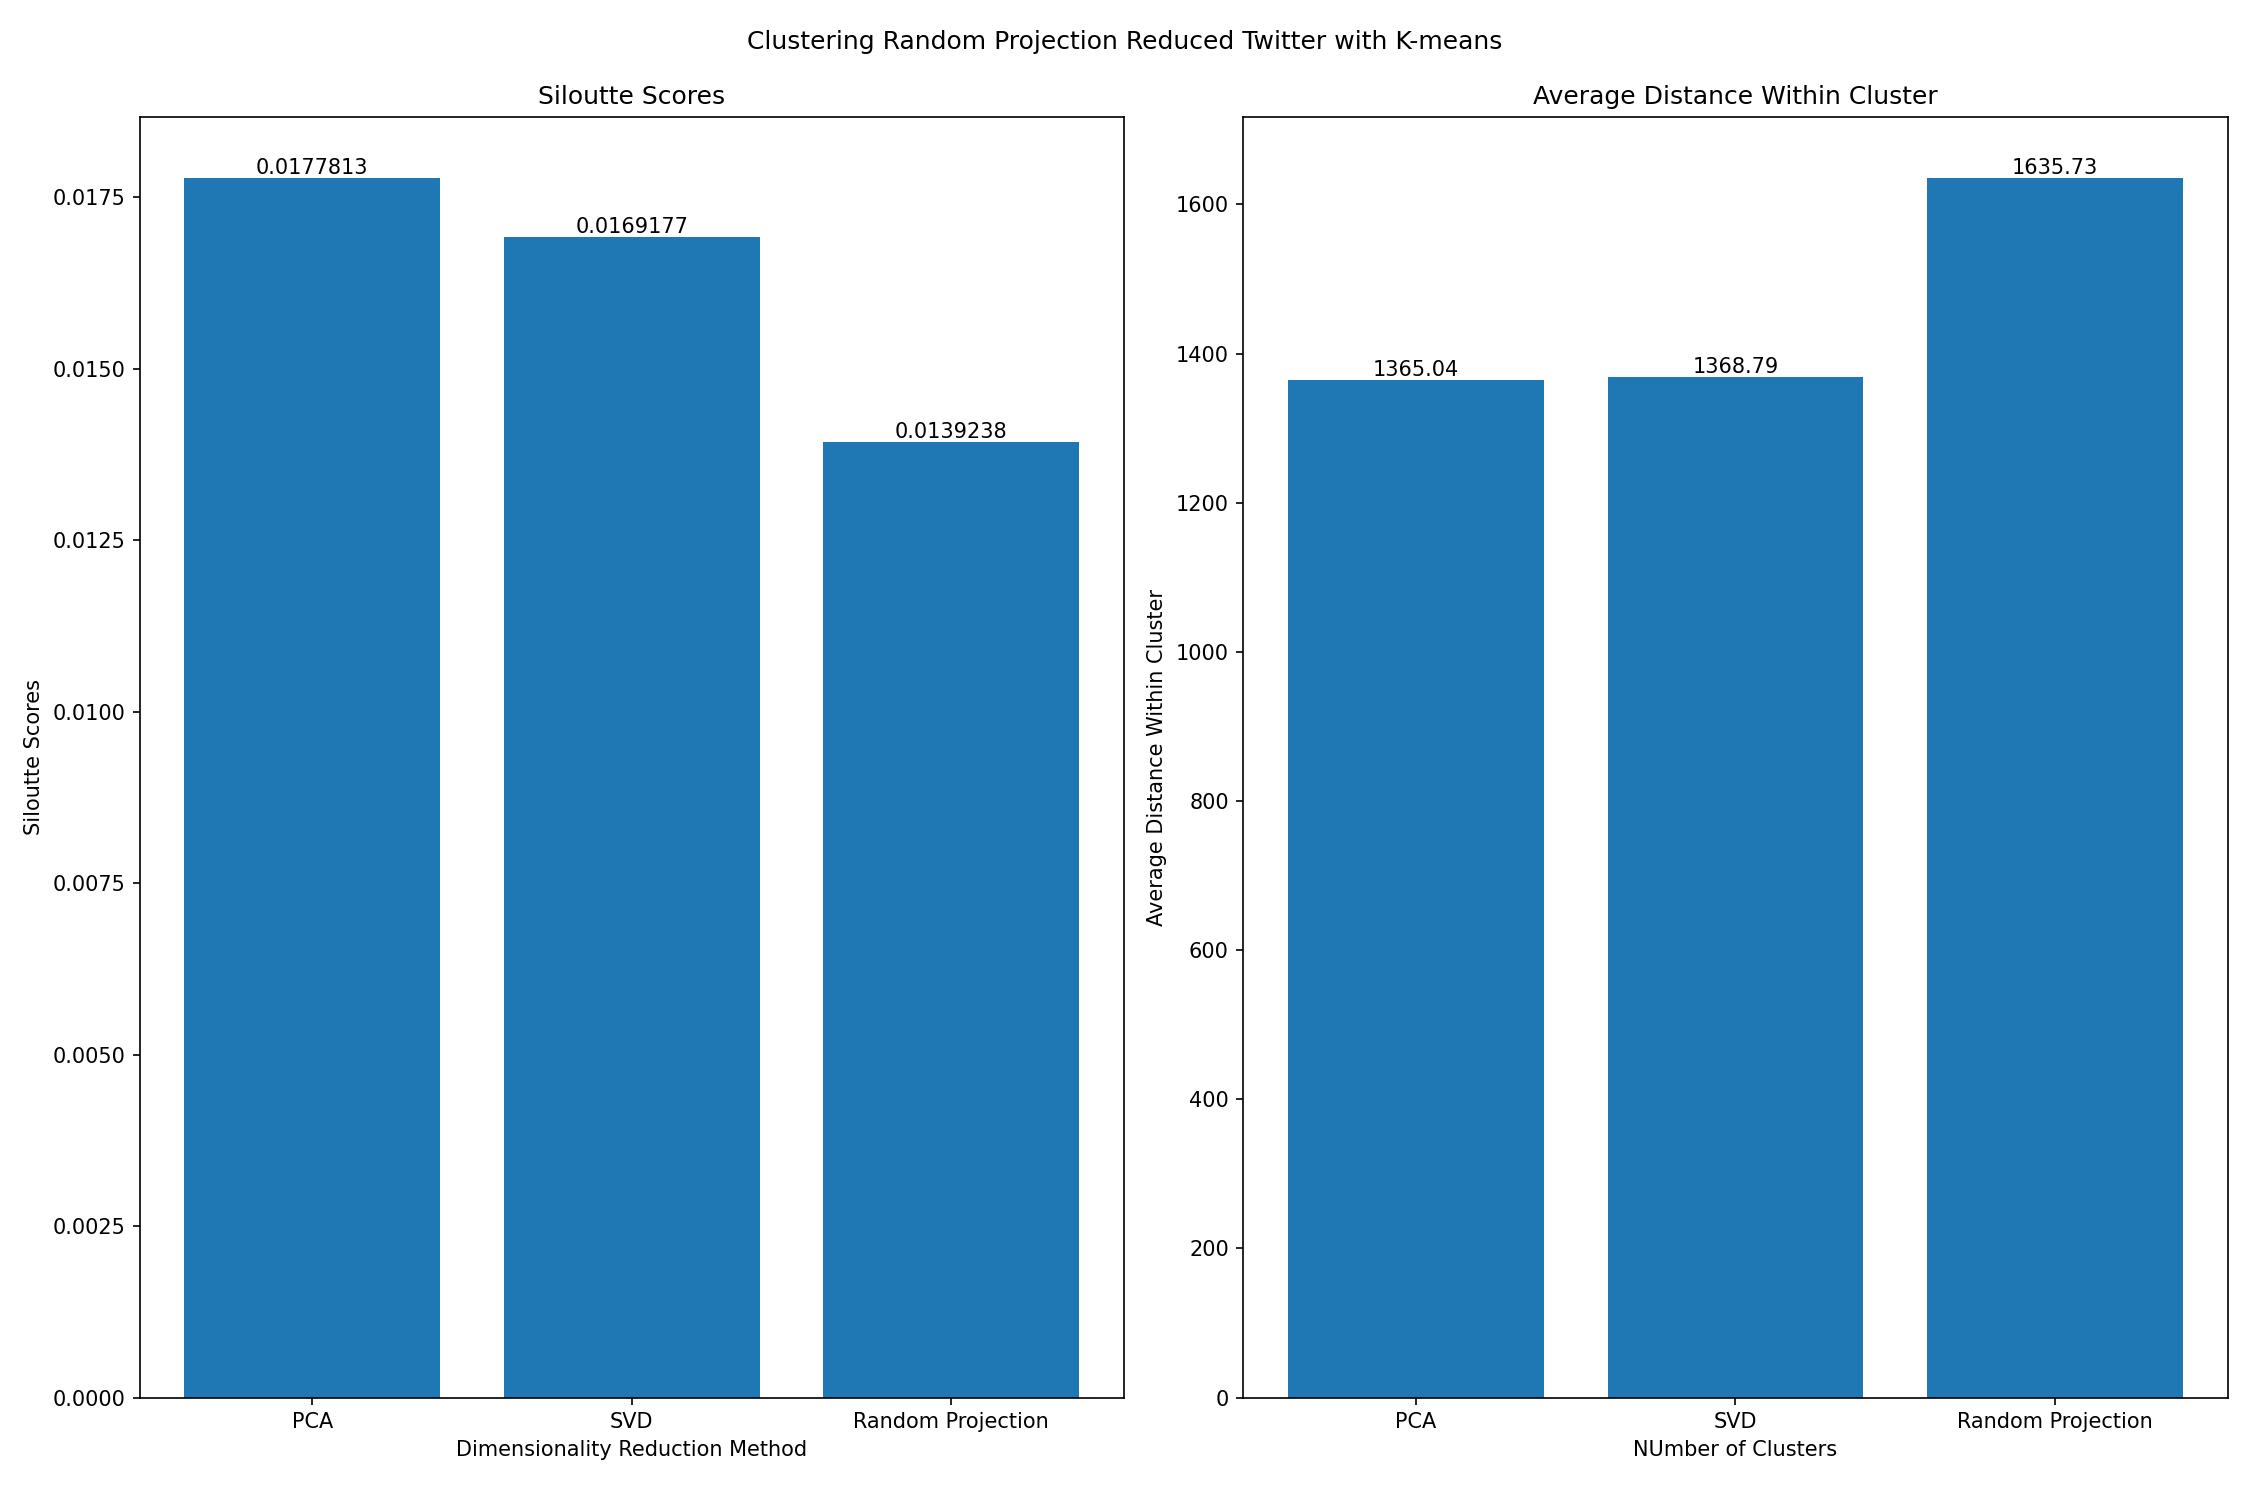 Clustering Random Projection Reduced Twitter with K-means
Siloutte Scores
0.0177813
0.0169177
0.0139238
0.0175
0.0150
0.0125
0.0100
0.0075
0.0050
0.0025
0.0000
Siloutte Scores
PCA SVD Random Projection
Dimensionality Reduction Method
Average Distance Within Cluster
1635.73
1365.04
1368.79
1600
1400
1200
1000
800
600
400
200
0
Average Distance Within Cluster
PCA SVD Random Projection
NUmber of Clusters